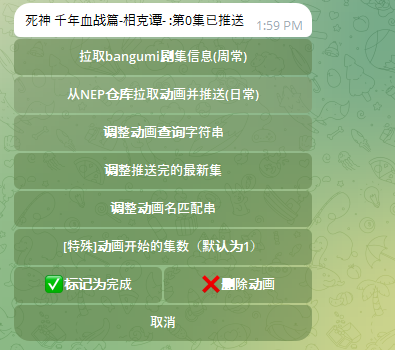 死神 千年血战篇-相克谭- :第0集已推送
1:59 PM
拉取bangumi剧集信息(周常)
从NEP仓库拉取动画并推送(日常)
调整动画查询字符串
调整推送完的最新集
调整动画名匹配串
[特殊]动画开始的集数（默认为1）
✅标记为完成 ❌删除动画
取消